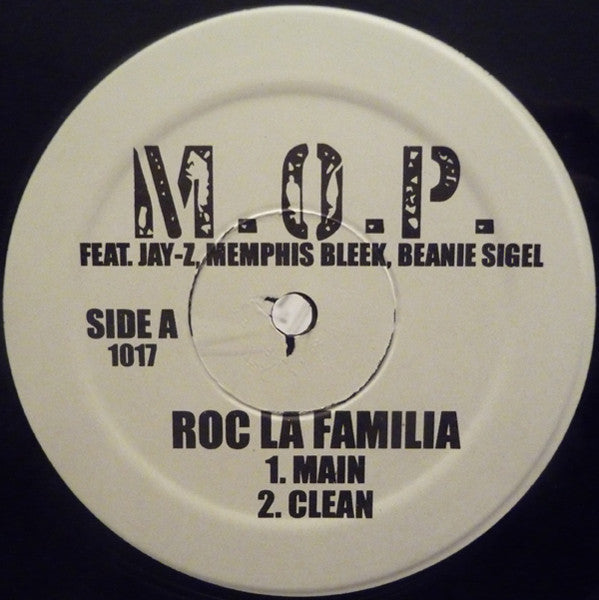 M.O.P.
FEAT. JAY-Z, MEMPHIS BLEEK, BEANIE SIGEL
SIDE A
1017
ROC LA FAMILIA
1. MAIN
2. CLEAN